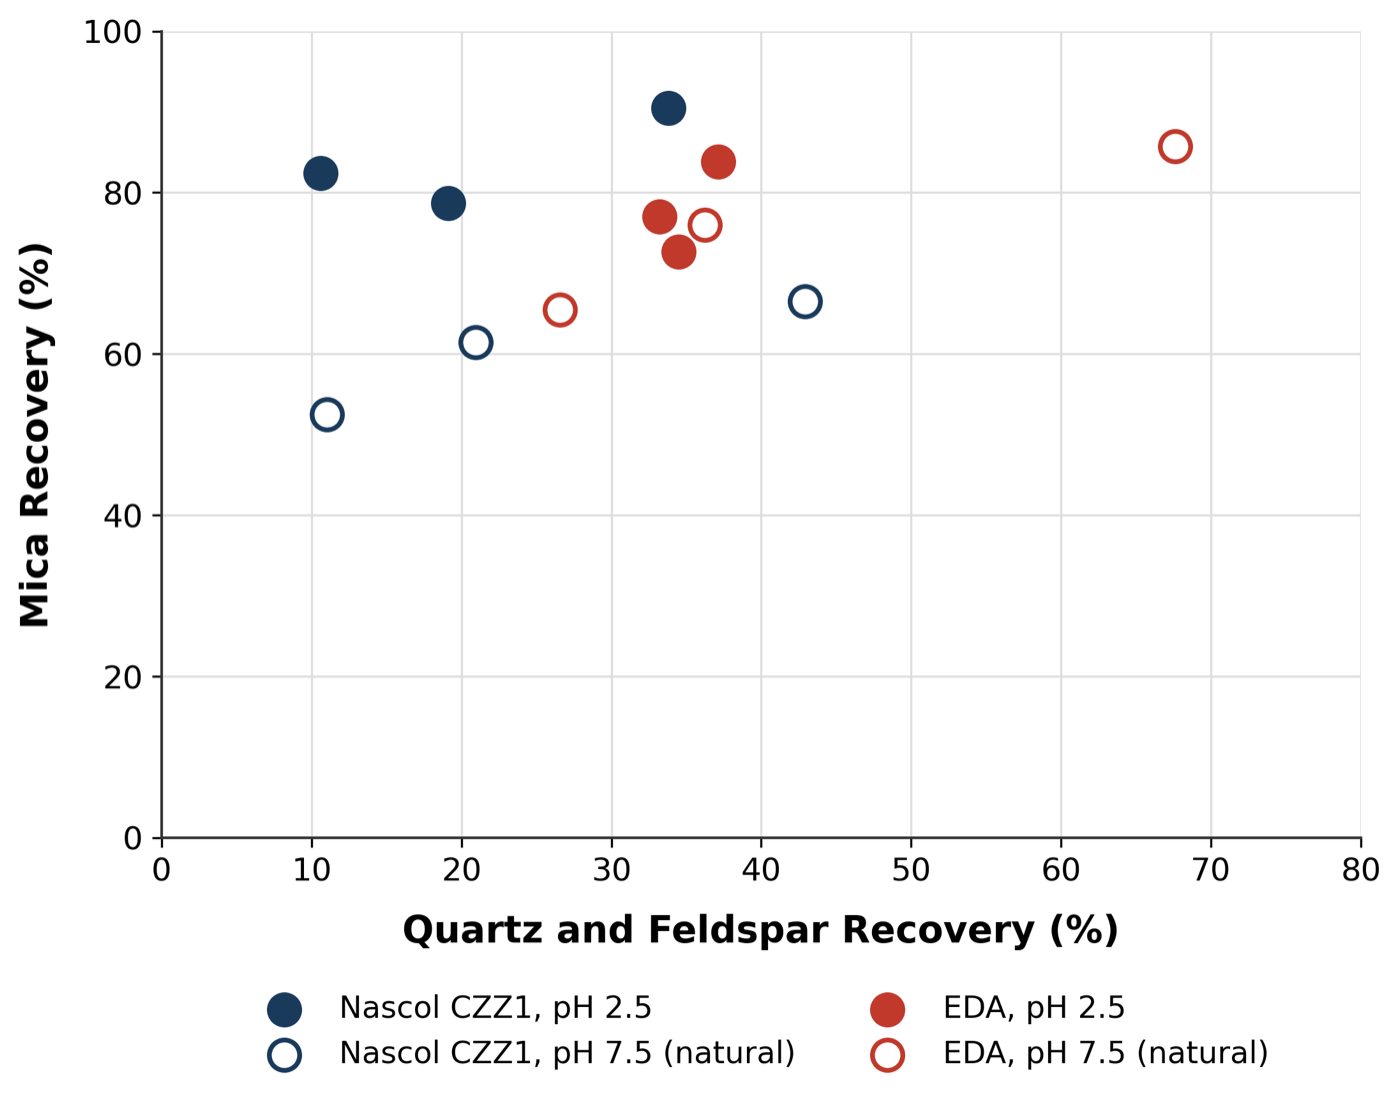 100
80
60
40
20
0
Mica Recovery (%)
0 10 20 30 40 50 60 70 80
Quartz and Feldspar Recovery (%)
Nascol CZZ1, pH 2.5
Nascol CZZ1, pH 7.5 (natural)
EDA, pH 2.5
EDA, pH 7.5 (natural)